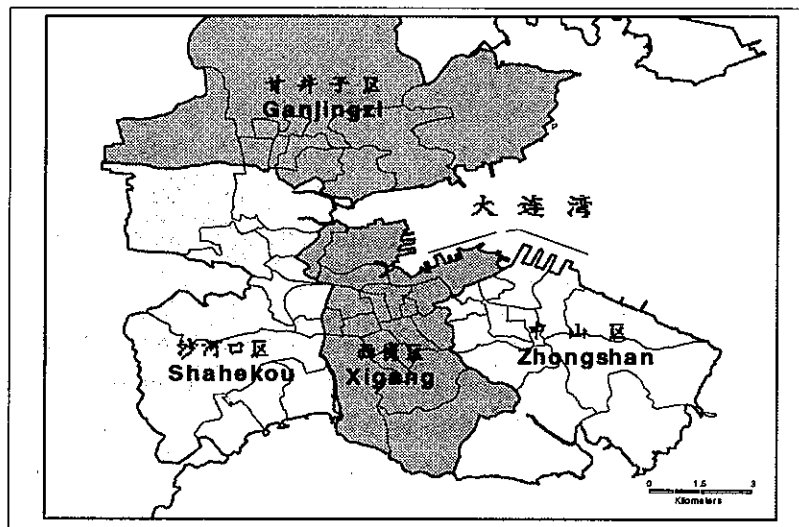 甘井子区
Ganjingzi
大连湾
沙河口区
Shahekou
西岗区
Xigang
中山区
Zhongshan
0 1.5 3
Kilometers